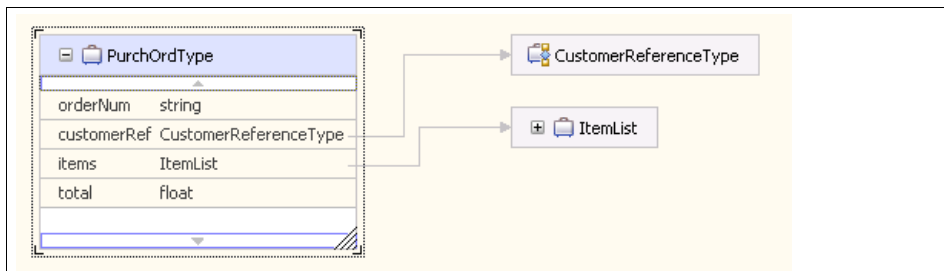 PurchOrdType
orderNum string
customerRef CustomerReferenceType
items ItemList
total float
CustomerReferenceType
ItemList